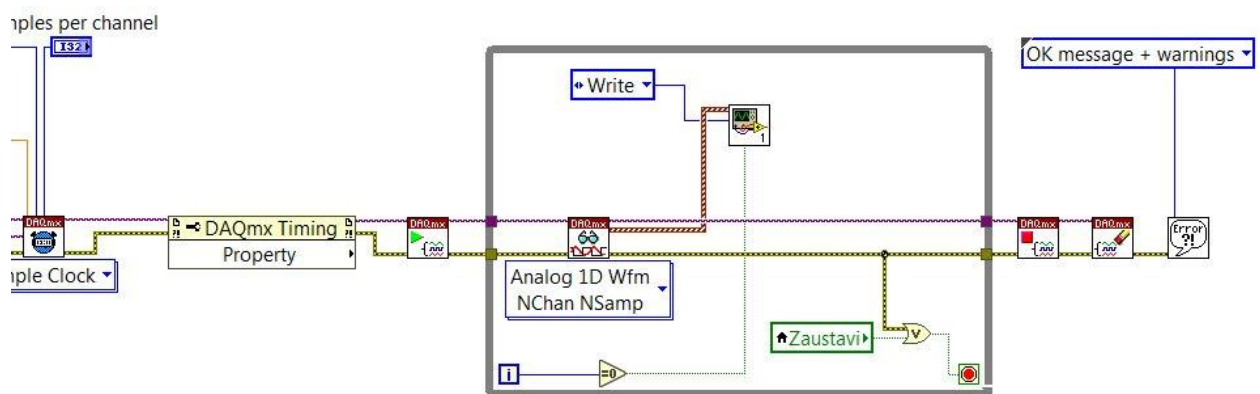 nples per channel
I32
OK message + warnings
Write
1
DAQmx
DAQmx Timing
Property
DAQmx
DAQmx
DAQmx
DAQmx
Error
?!
nple Clock
Analog 1D Wfm
NChan NSamp
Zaustavi
V
i
=0